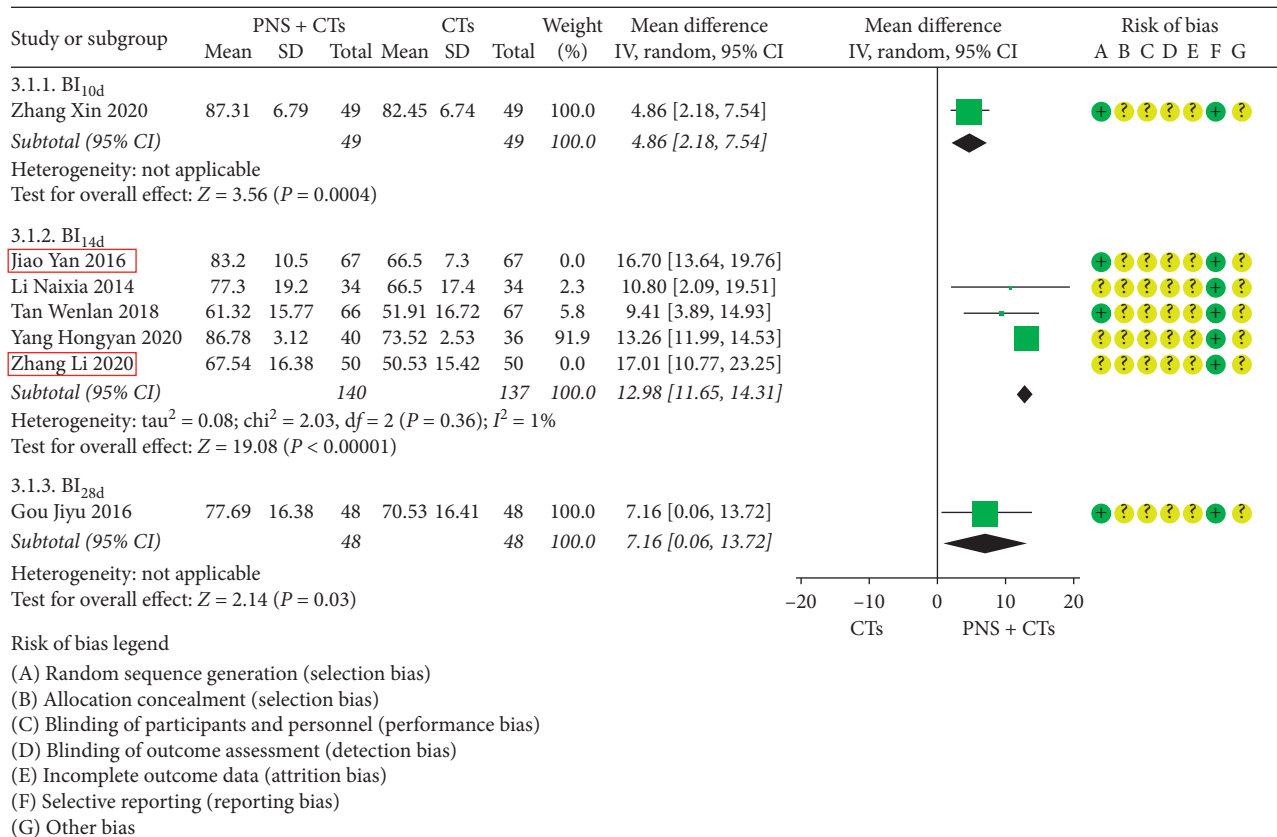 Study or subgroup PNS + CTs CTs Weight Mean difference Mean difference Risk of bias
Mean SD Total Mean SD Total (%) IV, random, 95% CI IV, random, 95% CI A B C D E F G
3.1.1. BI10d
Zhang Xin 2020 87.31 6.79 49 82.45 6.74 49 100.0 4.86 [2.18, 7.54] + ? ? ? ? + ?
Subtotal (95% CI) 49 49 100.0 4.86 [2.18, 7.54]
Heterogeneity: not applicable
Test for overall effect: Z = 3.56 (P = 0.0004)
3.1.2. BI14d
Jiao Yan 2016 83.2 10.5 67 66.5 7.3 67 0.0 16.70 [13.64, 19.76] + ? ? ? ? + ?
Li Naixia 2014 77.3 19.2 34 66.5 17.4 34 2.3 10.80 [2.09, 19.51] ? ? ? ? ? + ?
Tan Wenlan 2018 61.32 15.77 66 51.91 16.72 67 5.8 9.41 [3.89, 14.93] + ? ? ? ? + ?
Yang Hongyan 2020 86.78 3.12 40 73.52 2.53 36 91.9 13.26 [11.99, 14.53] ? ? ? ? ? + ?
Zhang Li 2020 67.54 16.38 50 50.53 15.42 50 0.0 17.01 [10.77, 23.25] ? ? ? ? ? + ?
Subtotal (95% CI) 140 137 100.0 12.98 [11.65, 14.31]
Heterogeneity: tau2 = 0.08; chi2 = 2.03, df = 2 (P = 0.36); I2 = 1%
Test for overall effect: Z = 19.08 (P < 0.00001)
3.1.3. BI28d
Gou Jiyu 2016 77.69 16.38 48 70.53 16.41 48 100.0 7.16 [0.06, 13.72] + ? ? ? ? + ?
Subtotal (95% CI) 48 48 100.0 7.16 [0.06, 13.72]
Heterogeneity: not applicable
Test for overall effect: Z = 2.14 (P = 0.03)
–20 –10 0 10 20
CTs PNS + CTs
Risk of bias legend
(A) Random sequence generation (selection bias)
(B) Allocation concealment (selection bias)
(C) Blinding of participants and personnel (performance bias)
(D) Blinding of outcome assessment (detection bias)
(E) Incomplete outcome data (attrition bias)
(F) Selective reporting (reporting bias)
(G) Other bias